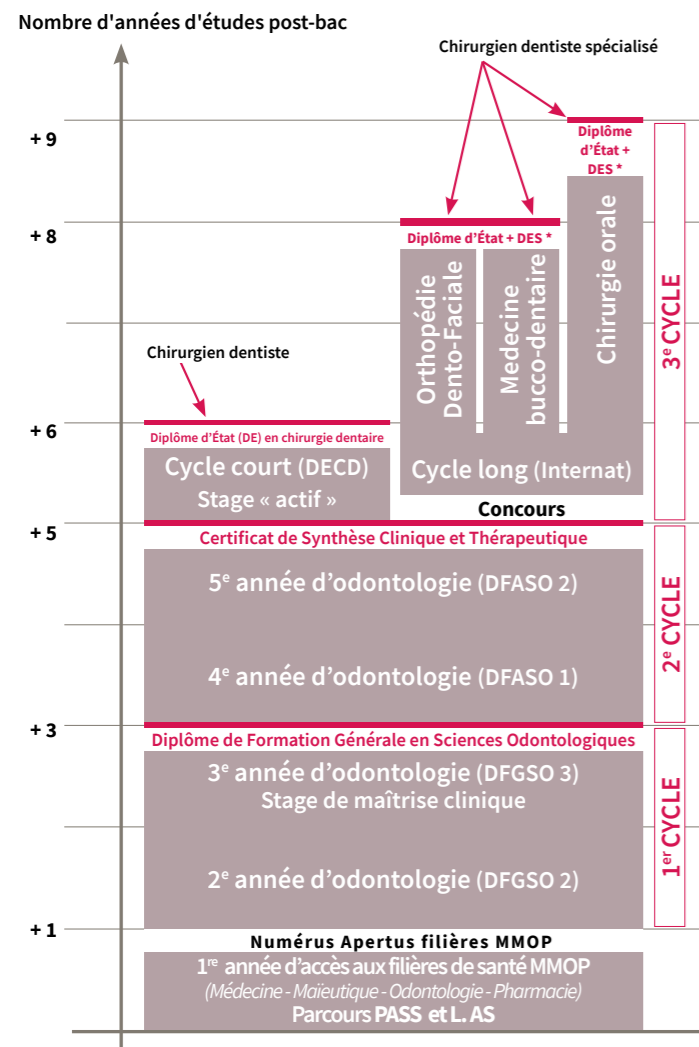 Nombre d'années d'études post-bac
Chirurgien dentiste spécialisé
+ 9
Diplôme
d'État +
DES *
+ 8
Diplôme d'État + DES *
Orthopédie
Dento-Faciale
Medecine
bucco-dentaire
Chirurgie orale
3e CYCLE
Chirurgien dentiste
+ 6
Diplôme d'État (DE) en chirurgie dentaire
Cycle court (DECD)
Stage « actif »
Cycle long (Internat)
Concours
+ 5
Certificat de Synthèse Clinique et Thérapeutique
5e année d'odontologie (DFASO 2)
4e année d'odontologie (DFASO 1)
2e CYCLE
+ 3
Diplôme de Formation Générale en Sciences Odontologiques
3e année d'odontologie (DFGSO 3)
Stage de maîtrise clinique
2e année d'odontologie (DFGSO 2)
1er CYCLE
+ 1
Numérus Apertus filières MMOP
1re année d'accès aux filières de santé MMOP
(Médecine - Maïeutique - Odontologie - Pharmacie)
Parcours PASS et L. AS